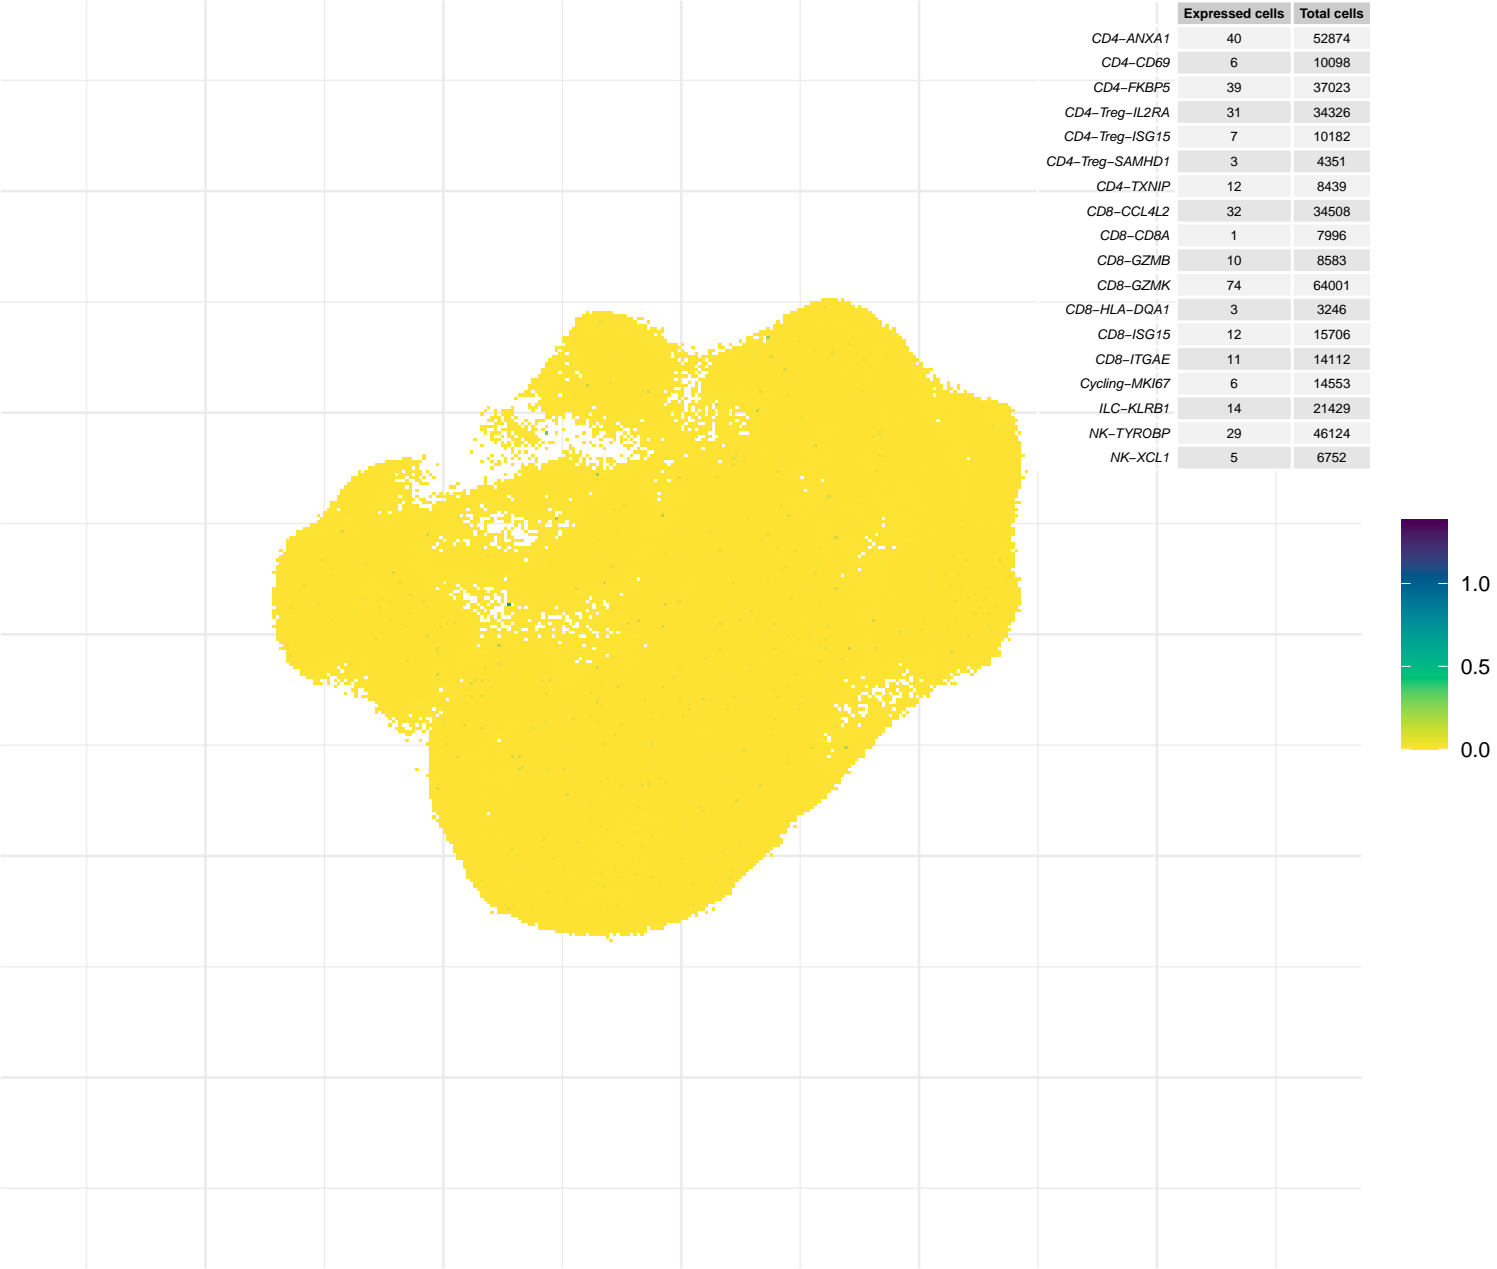 Expressed cells Total cells
CD4−ANXA1 40 52874
CD4−CD69 6 10098
CD4−FKBP5 39 37023
CD4−Treg−IL2RA 31 34326
CD4−Treg−ISG15 7 10182
CD4−Treg−SAMHD1 3 4351
CD4−TXNIP 12 8439
CD8−CCL4L2 32 34508
CD8−CD8A 1 7996
CD8−GZMB 10 8583
CD8−GZMK 74 64001
CD8−HLA−DQA1 3 3246
CD8−ISG15 12 15706
CD8−ITGAE 11 14112
Cycling−MKI67 6 14553
ILC−KLRB1 14 21429
NK−TYROBP 29 46124
NK−XCL1 5 6752
1.0
0.5
0.0